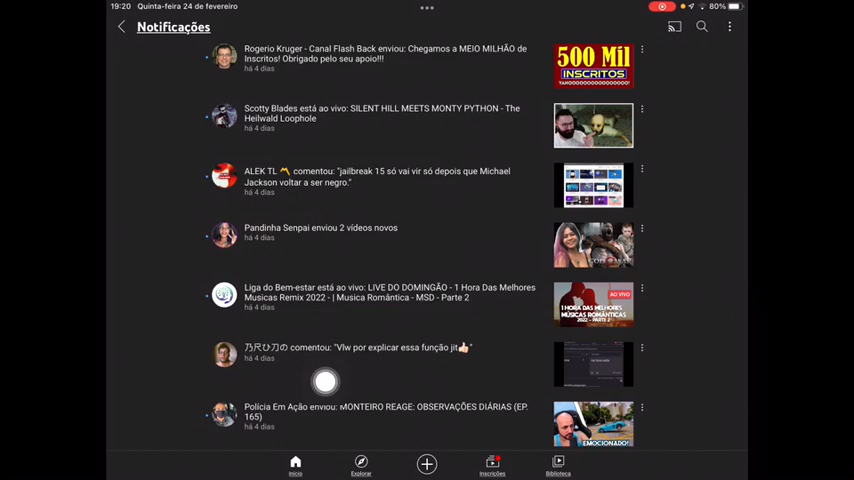 19:20 Quinta-feira 24 de fevereiro
80%
Notificações
Rogerio Kruger - Canal Flash Back enviou: Chegamos a MEIO MILHÃO de
Inscritos! Obrigado pelo seu apoio!!!
há 4 dias
500 Mil
INSCRITOS
Scotty Blades está ao vivo: SILENT HILL MEETS MONTY PYTHON - The
Heilwald Loophole
há 4 dias
ALEK TL 〽️ comentou: "jailbreak 15 só vai vir só depois que Michael
Jackson voltar a ser negro."
há 4 dias
Pandinha Senpai enviou 2 vídeos novos
há 4 dias
GOD OF WAR
Liga do Bem-estar está ao vivo: LIVE DO DOMINGÃO - 1 Hora Das Melhores
Musicas Remix 2022 - | Musica Romântica - MSD - Parte 2
há 4 dias
AO VIVO
1 HORA DAS MELHORES
MÚSICAS ROMÂNTICAS
2022 - PARTE 2
乃尺ひ刀の comentou: "Vlw por explicar essa função jit👍🏻"
há 4 dias
Polícia Em Ação enviou: MONTEIRO REAGE: OBSERVAÇÕES DIÁRIAS (EP.
165)
há 4 dias
EMOCIONADO!
Início
Explorar
Inscrições
Biblioteca